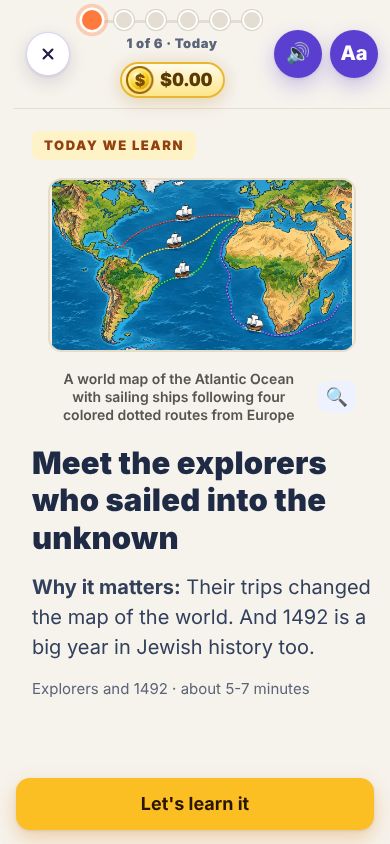 1 of 6 · Today
$ $0.00
Aa
TODAY WE LEARN
A world map of the Atlantic Ocean
with sailing ships following four
colored dotted routes from Europe
Meet the explorers
who sailed into the
unknown
Why it matters: Their trips changed
the map of the world. And 1492 is a
big year in Jewish history too.
Explorers and 1492 · about 5-7 minutes
Let's learn it